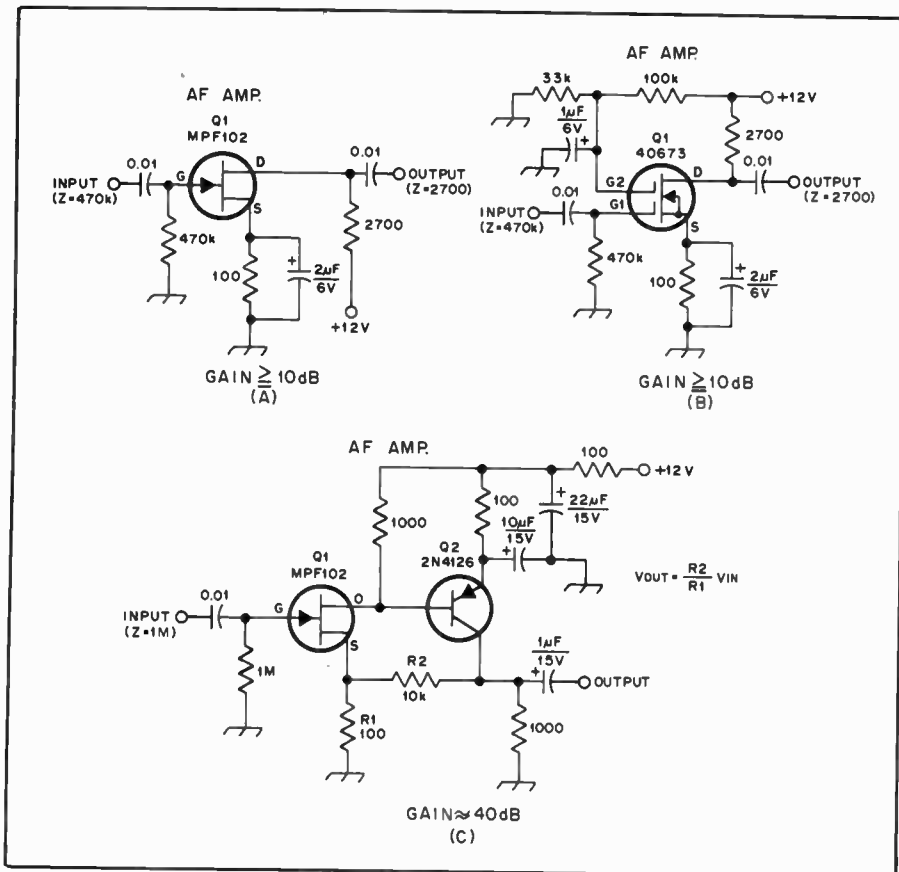 AF AMP.
Q1
MPF102
0.01
INPUT
(Z=470k)
G
D
S
0.01
OUTPUT
(Z=2700)
470k
2700
100
+
2µF
6V
+12V
GAIN ≧ 10dB
(A)
AF AMP.
33k
100k
+12V
1µF
6V
+
2700
Q1
40673
0.01
INPUT
(Z=470k)
G2
G1
D
S
0.01
OUTPUT
(Z=2700)
470k
100
+
2µF
6V
GAIN ≧ 10dB
(B)
AF AMP.
100
+12V
1000
100
+
22µF
15V
10µF
15V
+
Q1
MPF102
Q2
2N4126
VOUT = R2/R1 VIN
0.01
INPUT
(Z=1M)
G
O
S
1M
R2
10k
1µF
15V
+
OUTPUT
R1
100
1000
GAIN ≈ 40dB
(C)